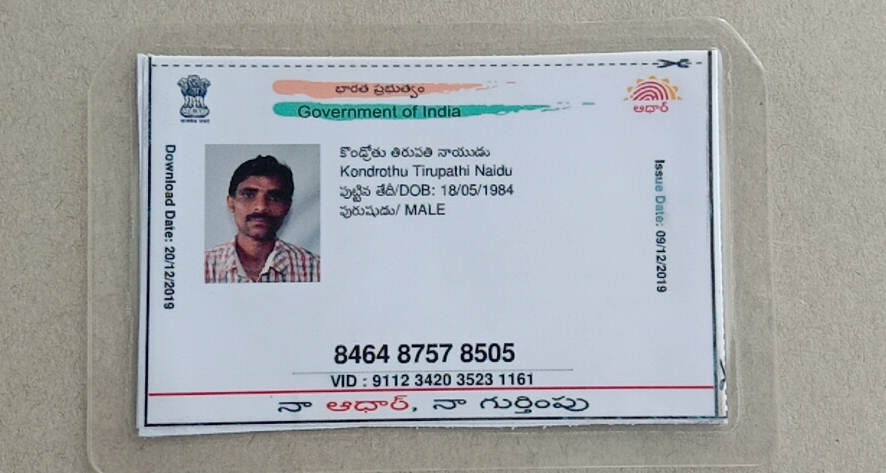 భారత ప్రభుత్వం
Government of India
ఆధార్
కొండ్రోతు తిరుపతి నాయుడు
Kondrothu Tirupathi Naidu
పుట్టిన తేదీ/DOB: 18/05/1984
పురుషుడు/ MALE
Download Date: 20/12/2019
Issue Date: 09/12/2019
8464 8757 8505
VID : 9112 3420 3523 1161
నా ఆధార్, నా గుర్తింపు